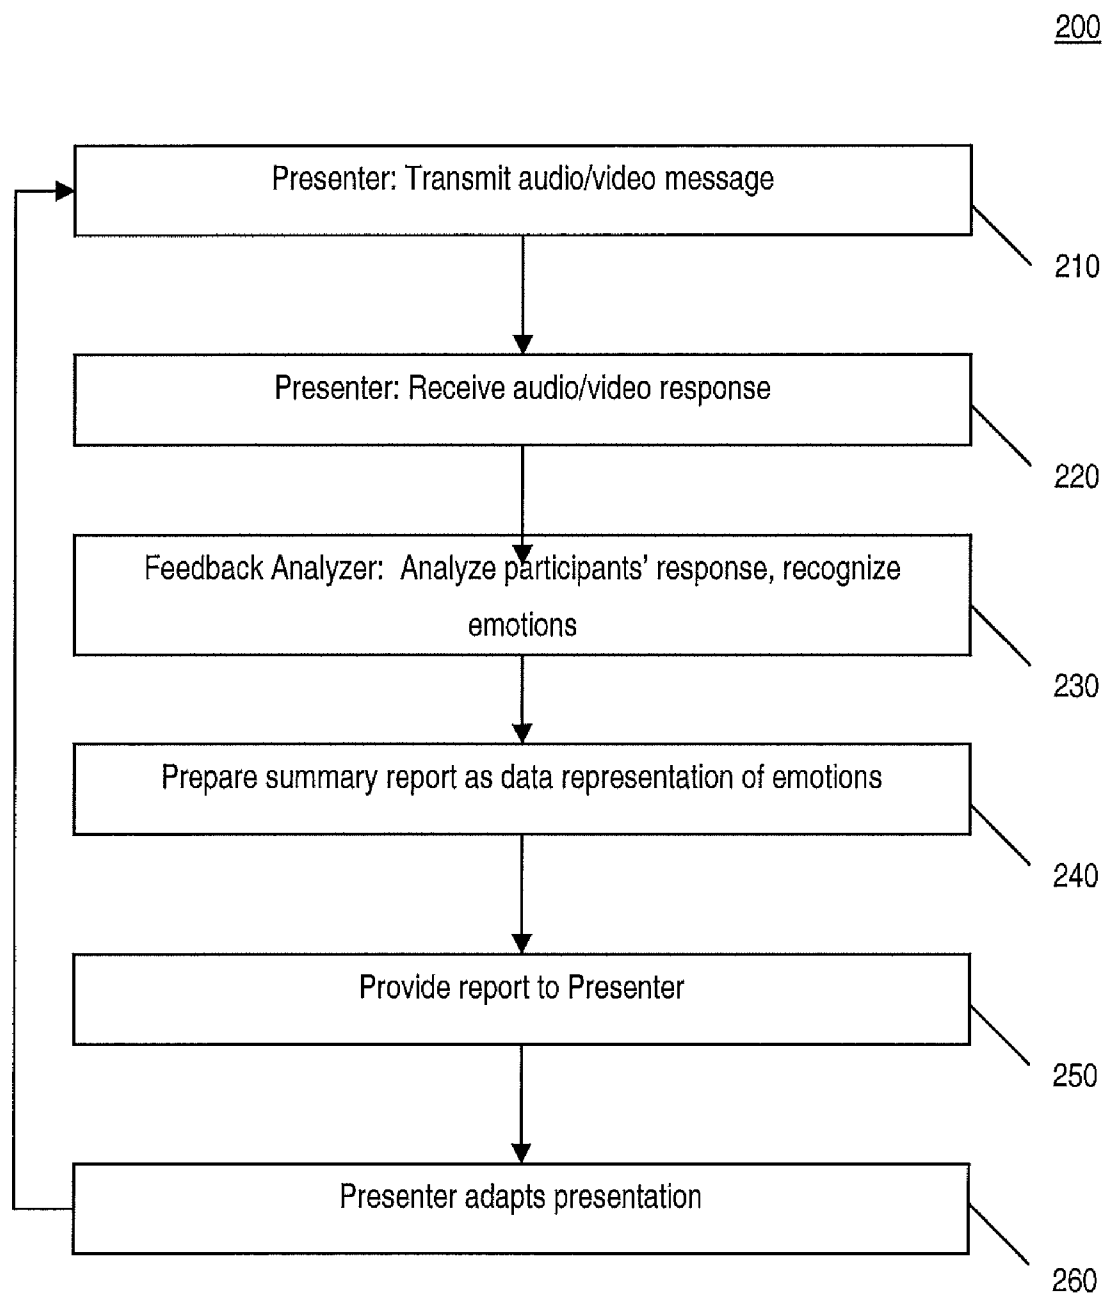 200
Presenter: Transmit audio/video message
210
Presenter: Receive audio/video response
220
Feedback Analyzer:  Analyze participants' response, recognize
emotions
230
Prepare summary report as data representation of emotions
240
Provide report to Presenter
250
Presenter adapts presentation
260